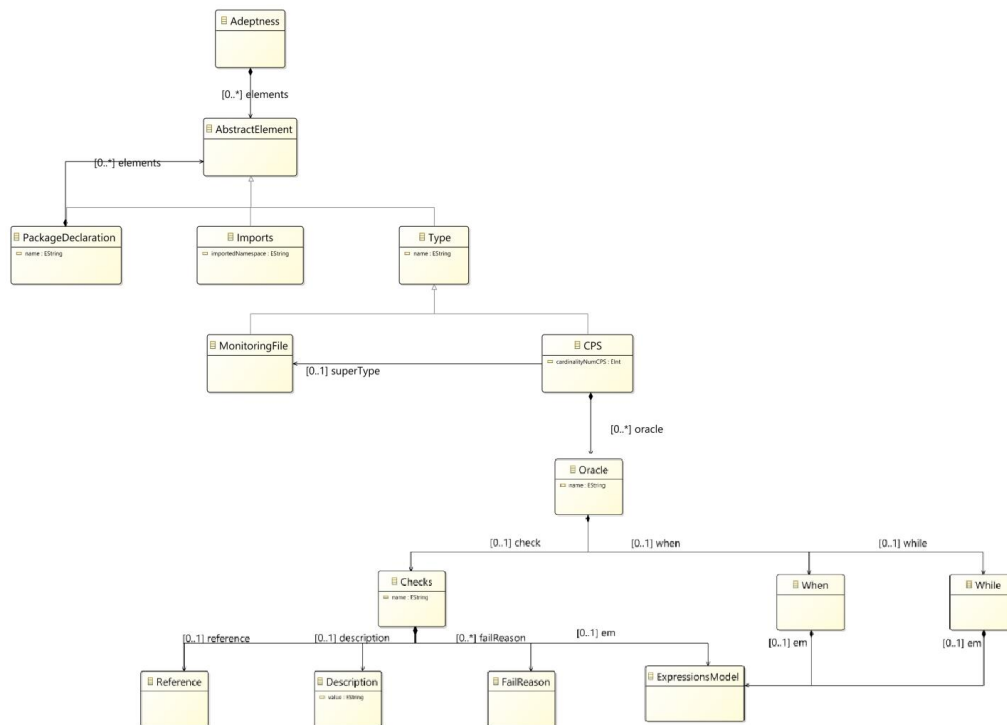 Adeptness
[0..*] elements
AbstractElement
[0..*] elements
PackageDeclaration
name : EString
Imports
importedNamespace : EString
Type
name : EString
MonitoringFile
CPS
cardinalityNumCPS : EInt
[0..1] superType
[0..*] oracle
Oracle
name : EString
[0..1] check
[0..1] when
[0..1] while
Checks
name : EString
When
While
[0..1] reference
[0..1] description
[0..*] failReason
[0..1] em
[0..1] em
[0..1] em
Reference
Description
value : EString
FailReason
ExpressionsModel